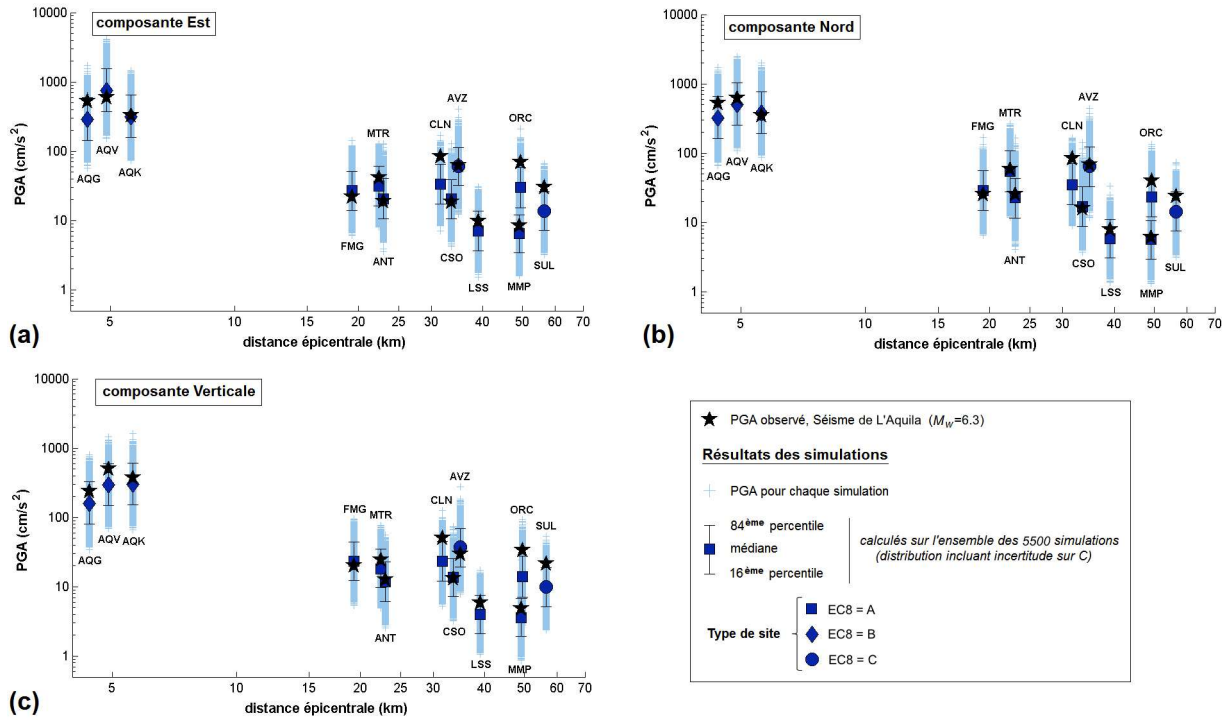 composante Est
PGA (cm/s²)
10000
1000
100
10
1
AQG
AQV
AQK
FMG
MTR
ANT
CLN
AVZ
CSO
LSS
ORC
MMP
SUL
5
10
20
25
30
40
50
70
distance épicentrale (km)
(a)
composante Nord
PGA (cm/s²)
10000
1000
100
10
1
AQG
AQV
AQK
FMG
MTR
ANT
CLN
AVZ
CSO
LSS
ORC
MMP
SUL
5
10
20
25
30
40
50
60
70
distance épicentrale (km)
(b)
composante Verticale
PGA (cm/s²)
10000
1000
100
10
1
AQG
AQV
AQK
FMG
MTR
ANT
CLN
AVZ
CSO
LSS
ORC
MMP
SUL
5
10
20
25
30
40
50
60
70
distance épicentrale (km)
(c)
PGA observé, Séisme de L'Aquila (Mw=6.3)
Résultats des simulations
PGA pour chaque simulation
84ème percentile
médiane
16ème percentile
calculés sur l'ensemble des 5500 simulations
(distribution incluant incertitude sur C)
Type de site
EC8 = A
EC8 = B
EC8 = C